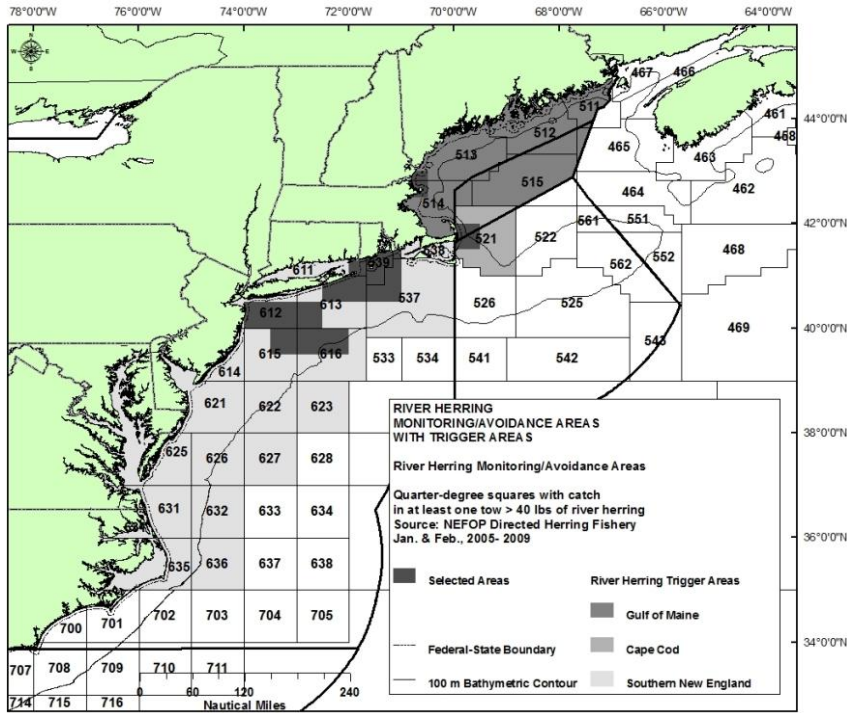 78°0'0"W 76°0'0"W 74°0'0"W 72°0'0"W 70°0'0"W 68°0'0"W 66°0'0"W 64°0'0"W
N
W E
S
467 466
511
512
461
44°0'0"N
458
513
465
463
515
464
462
514
551
561
42°0'0"N
521
522
538
552
468
611
539
562
613
537
612
526
525
40°0'0"N
543
469
615
616
533 534 541 542
614
621 622 623
38°0'0"N
625
626 627 628
631
632 633 634
36°0'0"N
635
636 637 638
702 703 704 705
700 701
34°0'0"N
707 708 709 710 711
714 715 716
0 60 120 240
Nautical Miles
RIVER HERRING
MONITORING/AVOIDANCE AREAS
WITH TRIGGER AREAS
River Herring Monitoring/Avoidance Areas
Quarter-degree squares with catch
in at least one tow > 40 lbs of river herring
Source: NEFOP Directed Herring Fishery
Jan. & Feb., 2005- 2009
Selected Areas
River Herring Trigger Areas
Gulf of Maine
Federal-State Boundary
Cape Cod
100 m Bathymetric Contour
Southern New England